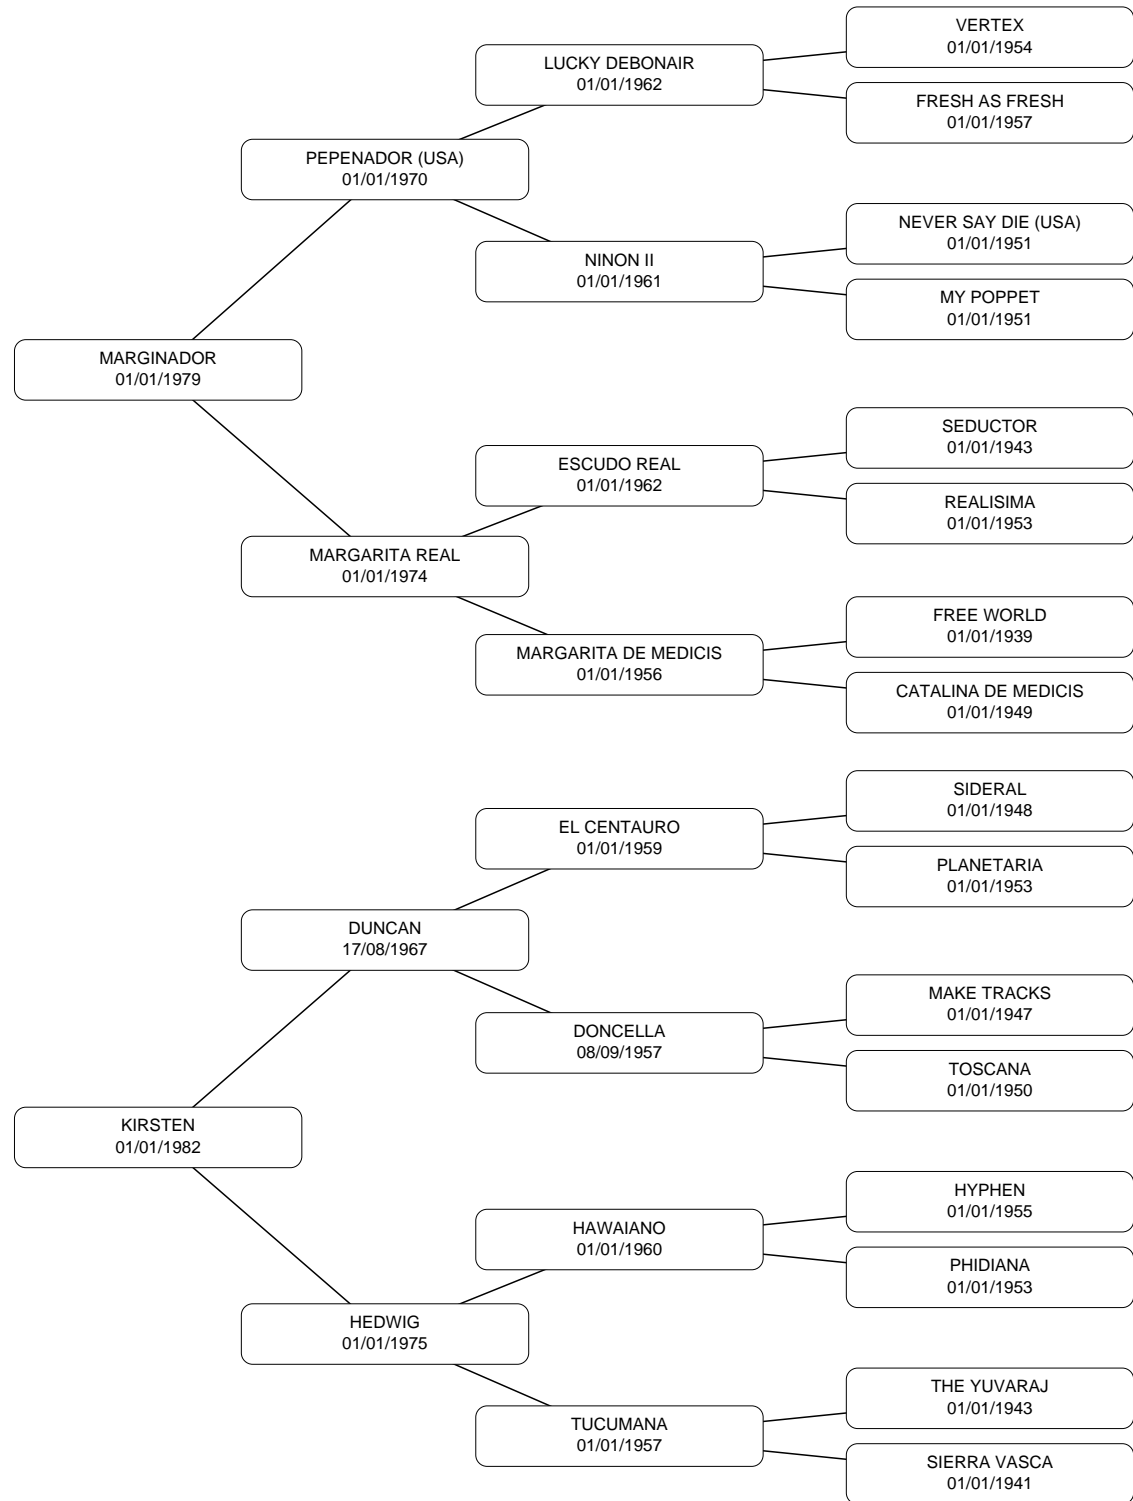 VERTEX
01/01/1954
LUCKY DEBONAIR
01/01/1962
FRESH AS FRESH
01/01/1957
PEPENADOR (USA)
01/01/1970
NEVER SAY DIE (USA)
01/01/1951
NINON II
01/01/1961
MY POPPET
01/01/1951
MARGINADOR
01/01/1979
SEDUCTOR
01/01/1943
ESCUDO REAL
01/01/1962
REALISIMA
01/01/1953
MARGARITA REAL
01/01/1974
FREE WORLD
01/01/1939
MARGARITA DE MEDICIS
01/01/1956
CATALINA DE MEDICIS
01/01/1949
SIDERAL
01/01/1948
EL CENTAURO
01/01/1959
PLANETARIA
01/01/1953
DUNCAN
17/08/1967
MAKE TRACKS
01/01/1947
DONCELLA
08/09/1957
TOSCANA
01/01/1950
KIRSTEN
01/01/1982
HYPHEN
01/01/1955
HAWAIANO
01/01/1960
PHIDIANA
01/01/1953
HEDWIG
01/01/1975
THE YUVARAJ
01/01/1943
TUCUMANA
01/01/1957
SIERRA VASCA
01/01/1941